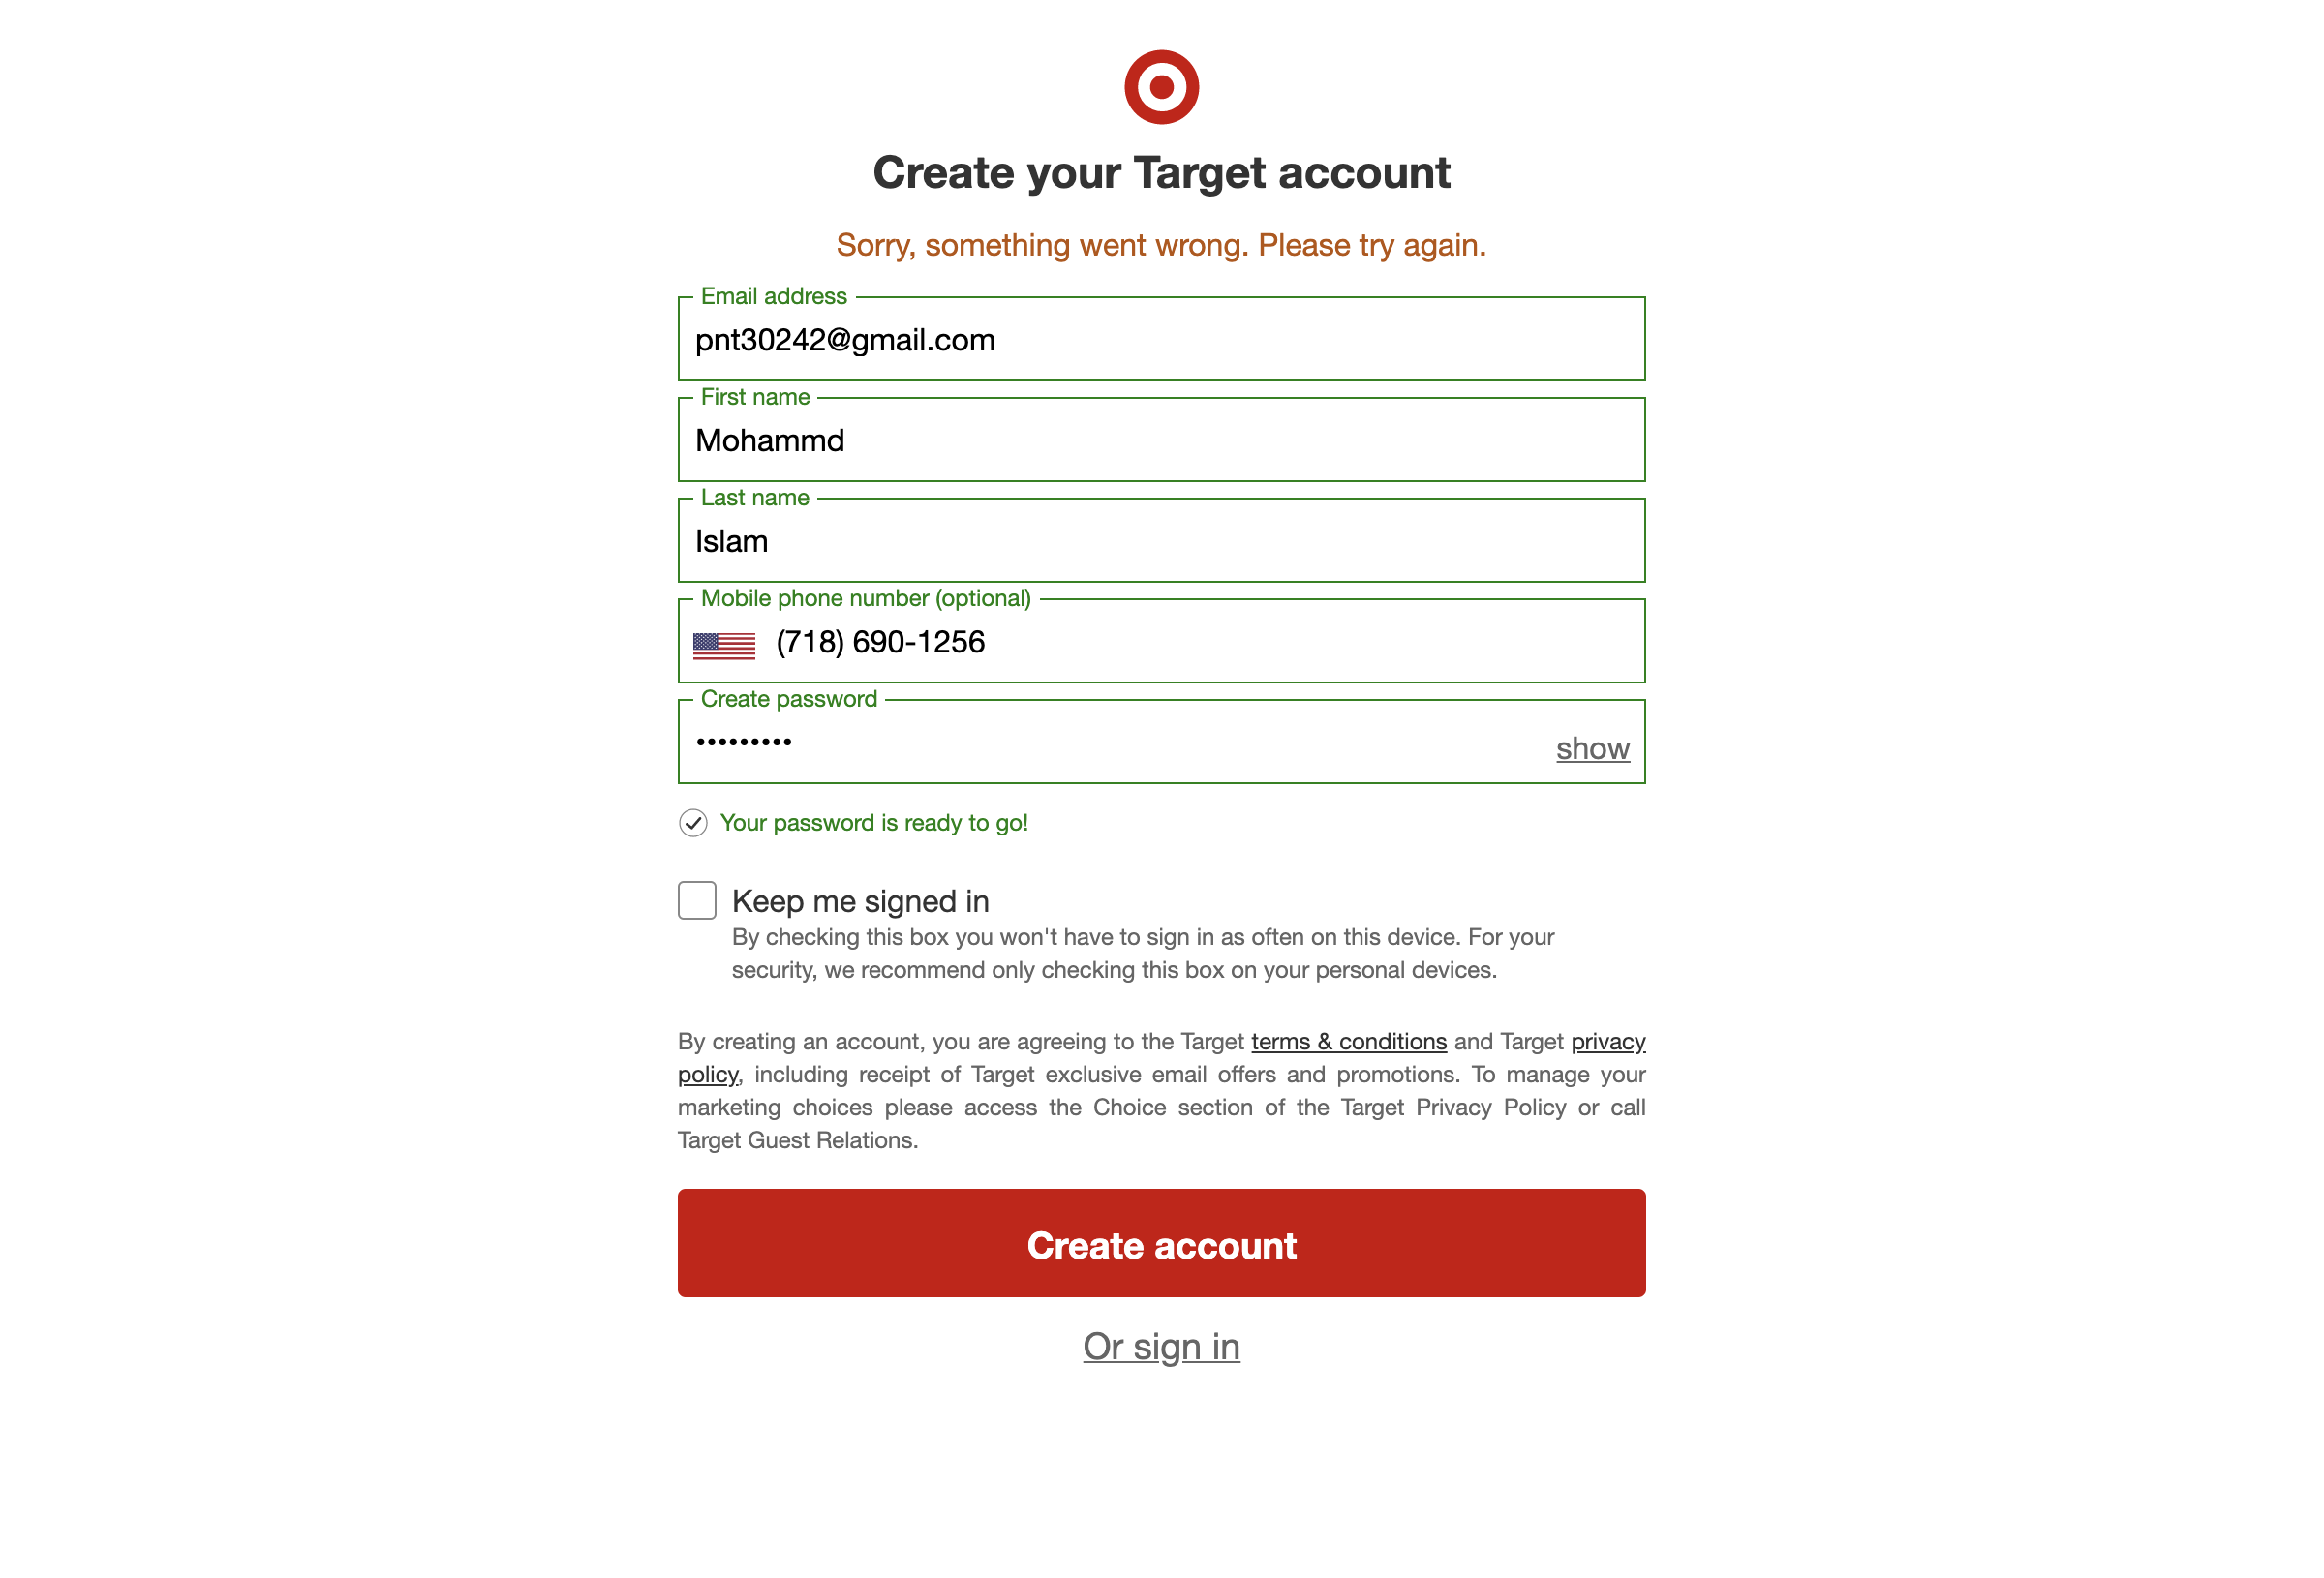 Create your Target account
Sorry, something went wrong. Please try again.
Email address
pnt30242@gmail.com
First name
Mohammd
Last name
Islam
Mobile phone number (optional)
(718) 690-1256
Create password
•••••••••
show
Your password is ready to go!
Keep me signed in
By checking this box you won't have to sign in as often on this device. For your
security, we recommend only checking this box on your personal devices.
By creating an account, you are agreeing to the Target terms & conditions and Target privacy
policy, including receipt of Target exclusive email offers and promotions. To manage your
marketing choices please access the Choice section of the Target Privacy Policy or call
Target Guest Relations.
Create account
Or sign in